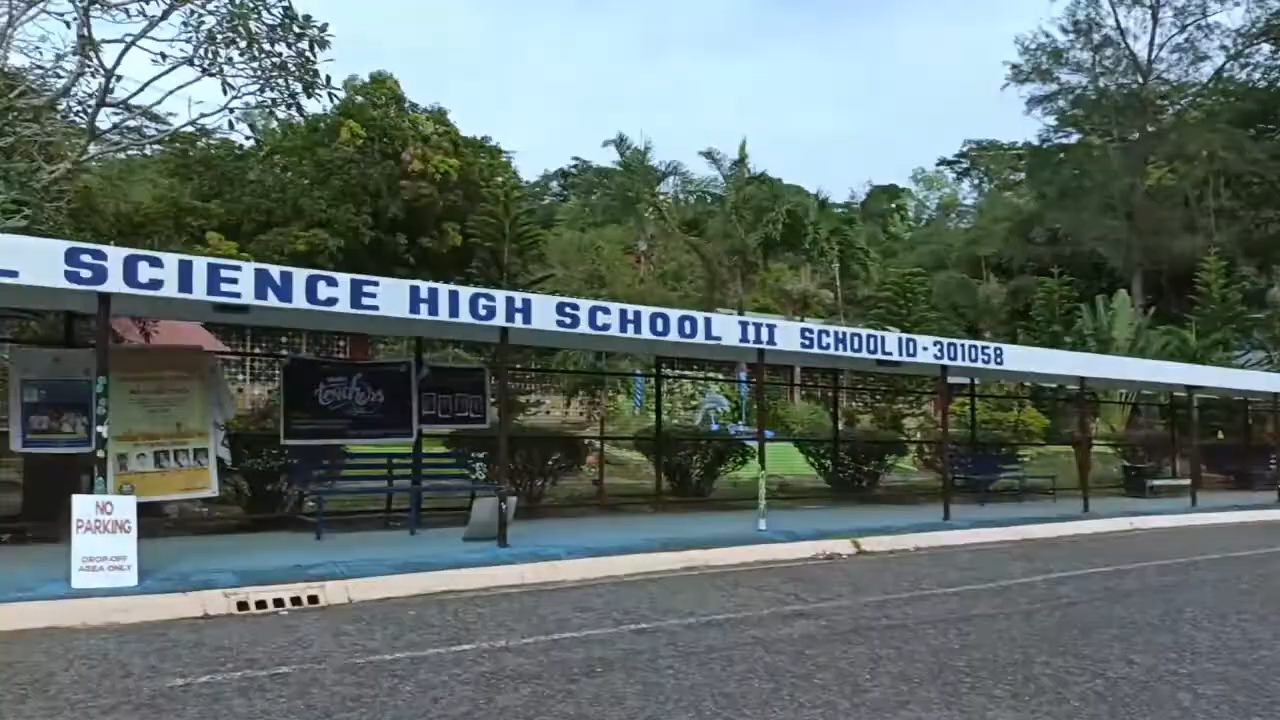 L SCIENCE HIGH SCHOOL III SCHOOL ID - 301058
teachers
NO
PARKING
DROP-OFF
AREA ONLY